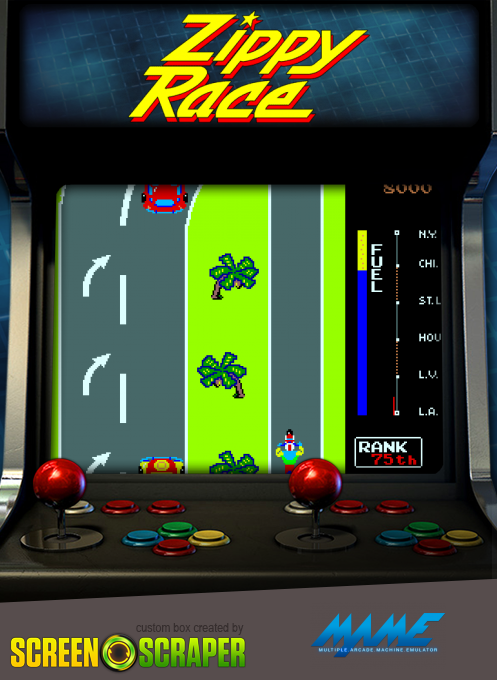 Zippy
Race
8000
FUEL
N.Y.
CHI.
ST.L
HOU
L.V.
L.A.
RANK
75th
custom box created by
SCREEN SCRAPER
MAME
MULTIPLE ARCADE MACHINE EMULATOR